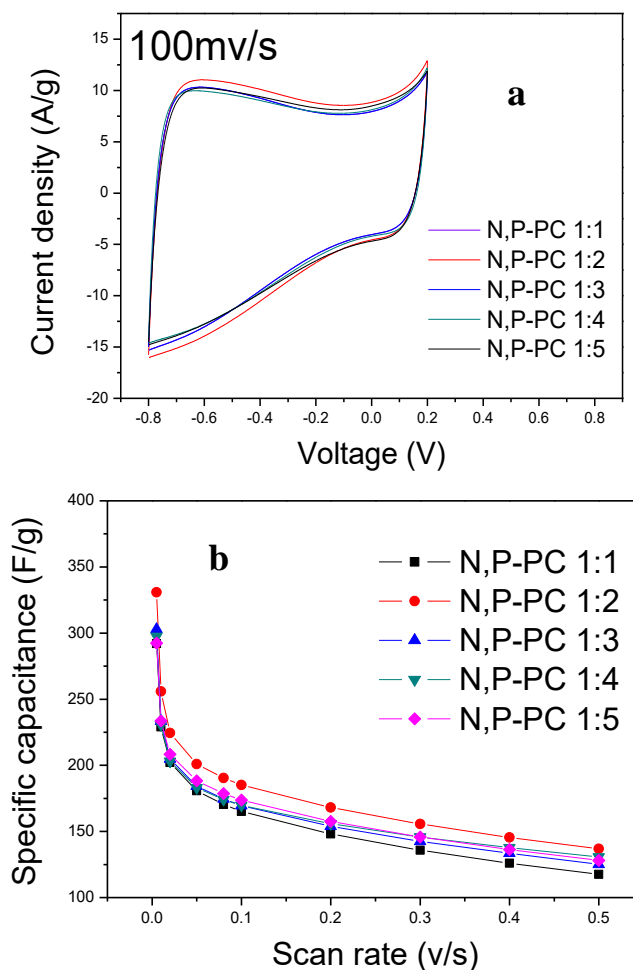 100mv/s
a
Current density (A/g)
17.5
15
10
5
0
-5
-10
-15
-20
N,P-PC 1:1
N,P-PC 1:2
N,P-PC 1:3
N,P-PC 1:4
N,P-PC 1:5
-0.8 -0.6 -0.4 -0.2 0.0 0.2 0.4 0.6 0.8
Voltage (V)
b
Specific capacitance (F/g)
400
350
300
250
200
150
100
N,P-PC 1:1
N,P-PC 1:2
N,P-PC 1:3
N,P-PC 1:4
N,P-PC 1:5
0.0 0.1 0.2 0.3 0.4 0.5
Scan rate (v/s)